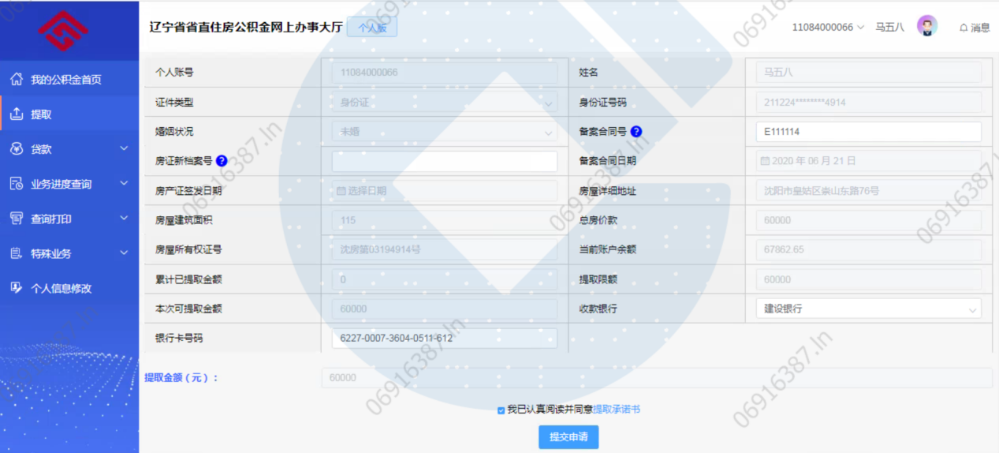 辽宁省省直住房公积金网上办事大厅 个人版 11084000066 马五八 消息
我的公积金首页
提取
贷款
业务进度查询
查询打印
特殊业务
个人信息修改
个人账号 11084000066 姓名 马五八
证件类型 身份证 身份证号码 211224********4914
婚姻状况 未婚 备案合同号 ? E111114
房证新档案号 ? 备案合同日期 2020 年 06 月 21 日
房产证签发日期 选择日期 房屋详细地址 沈阳市皇姑区崇山东路76号
房屋建筑面积 115 总房价款 60000
房屋所有权证号 沈房第03194914号 当前账户余额 67862.65
累计已提取金额 0 提取限额 60000
本次可提取金额 60000 收款银行 建设银行
银行卡号码 6227-0007-3604-0511-612
提取金额（元）： 60000
我已认真阅读并同意提取承诺书
提交申请
06916387.ln
06916387.ln
06916387.ln
06916387.ln
06916387.ln